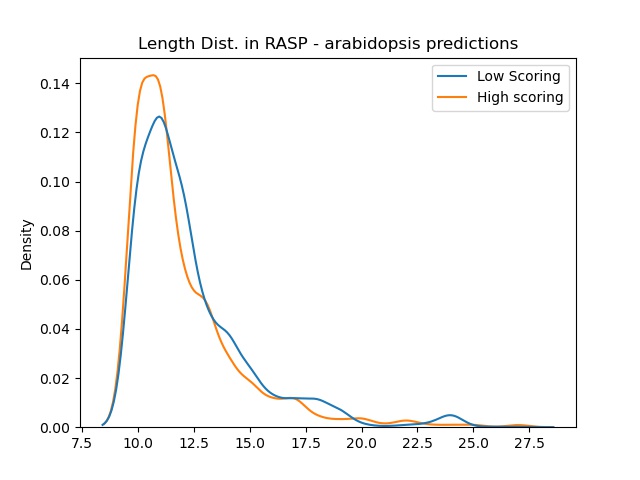 Length Dist. in RASP - arabidopsis predictions
Low Scoring
High scoring
Density
0.14
0.12
0.10
0.08
0.06
0.04
0.02
0.00
7.5 10.0 12.5 15.0 17.5 20.0 22.5 25.0 27.5